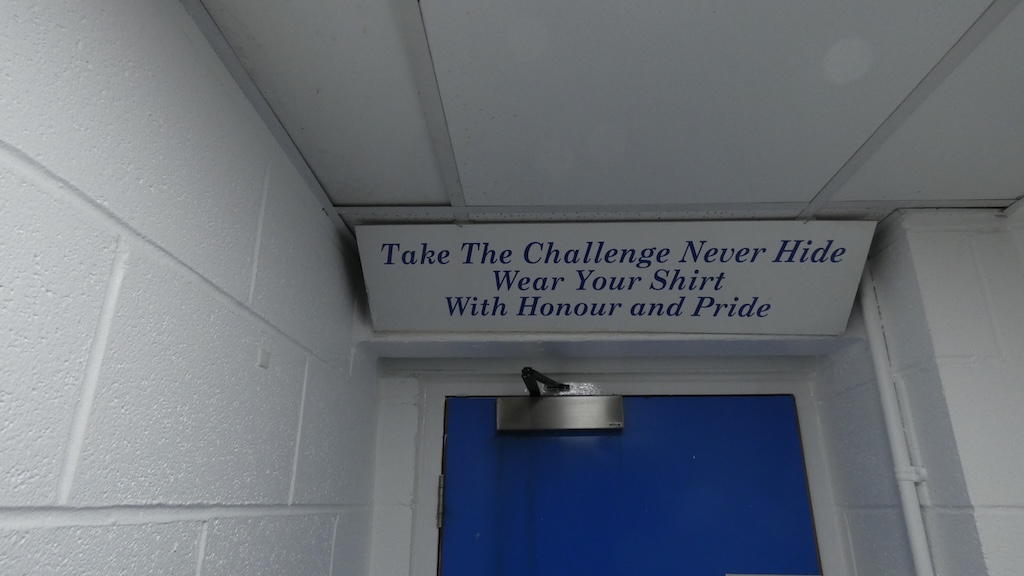 Take The Challenge Never Hide
Wear Your Shirt
With Honour and Pride